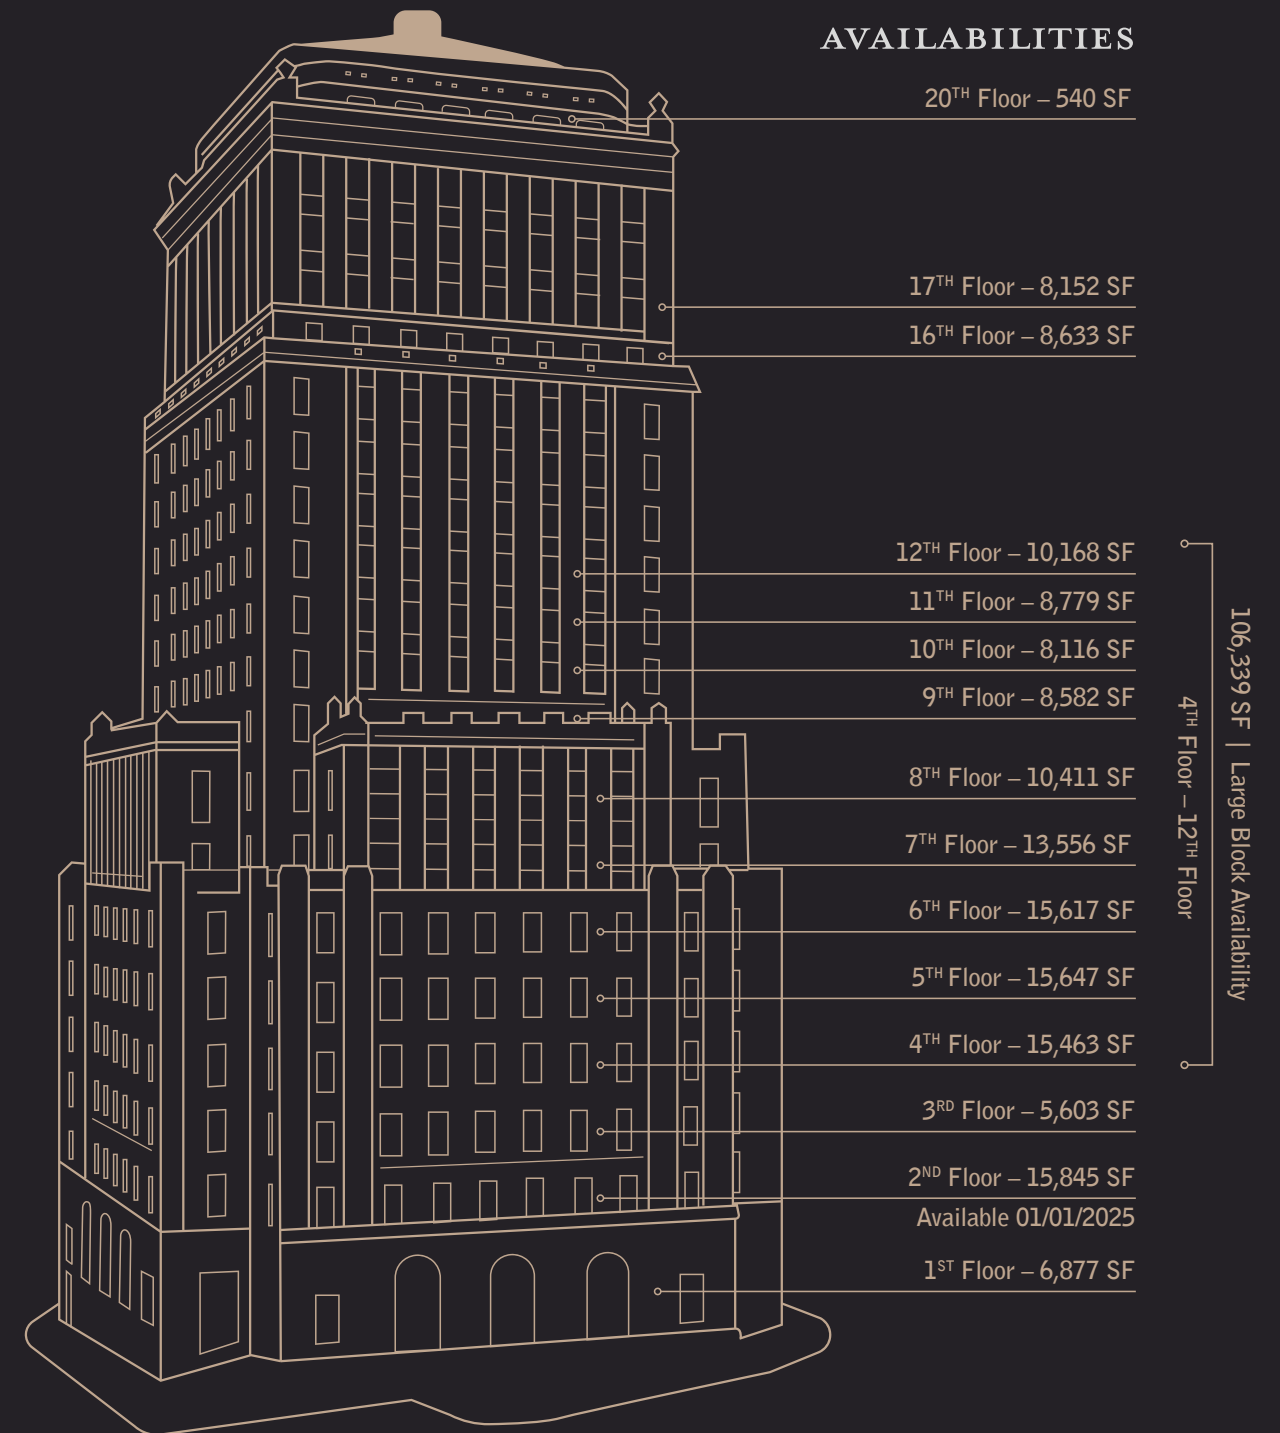 AVAILABILITIES
20TH Floor – 540 SF
17TH Floor – 8,152 SF
16TH Floor – 8,633 SF
12TH Floor – 10,168 SF
11TH Floor – 8,779 SF
10TH Floor – 8,116 SF
9TH Floor – 8,582 SF
8TH Floor – 10,411 SF
7TH Floor – 13,556 SF
6TH Floor – 15,617 SF
5TH Floor – 15,647 SF
4TH Floor – 15,463 SF
3RD Floor – 5,603 SF
2ND Floor – 15,845 SF
Available 01/01/2025
1ST Floor – 6,877 SF
106,339 SF | Large Block Availability
4TH Floor – 12TH Floor